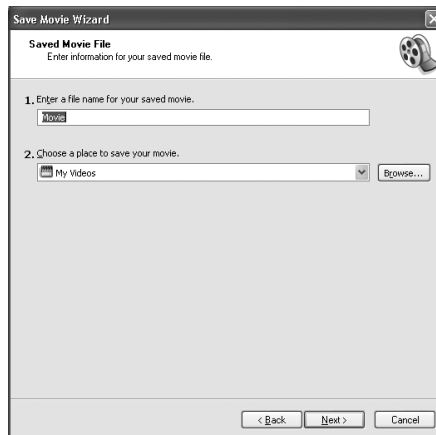 Save Movie Wizard
Saved Movie File
Enter information for your saved movie file.
1. Enter a file name for your saved movie.
Movie
2. Choose a place to save your movie.
My Videos
Browse...
< Back
Next >
Cancel